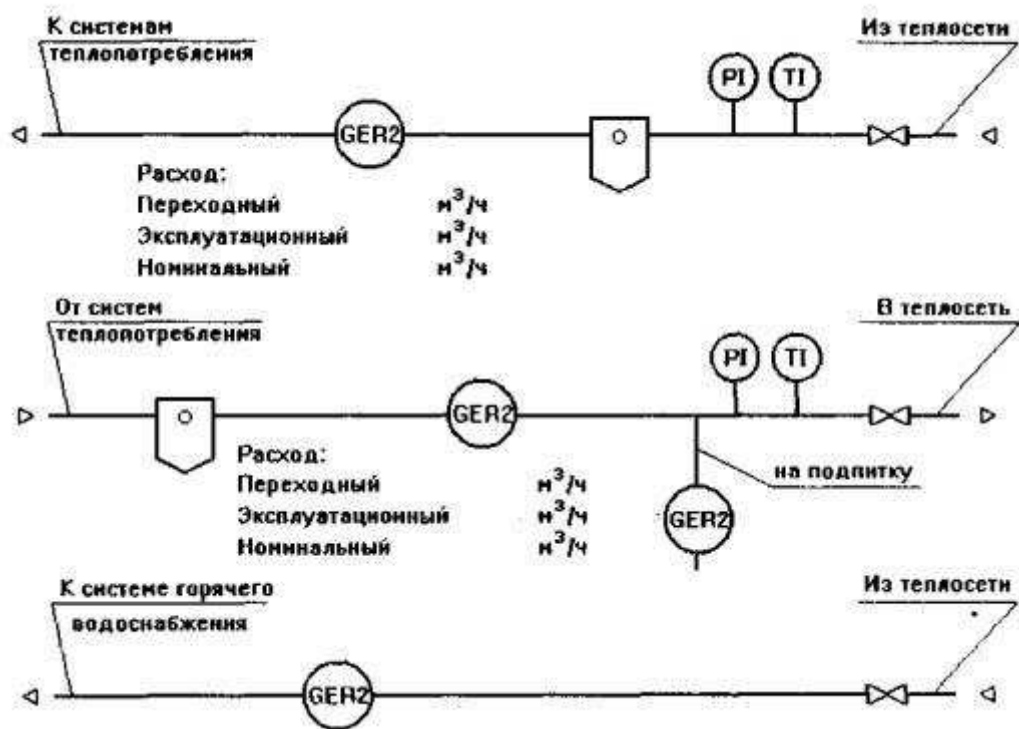 К системам
теплопотребления
Из теплосети
PI
TI
GER2
Расход:
Переходный м³/ч
Эксплуатационный м³/ч
Номинальный м³/ч
От систем
теплопотребления
В теплосеть
PI
TI
GER2
Расход:
Переходный м³/ч
Эксплуатационный м³/ч
Номинальный м³/ч
на подпитку
GER2
К системе горячего
водоснабжения
Из теплосети
GER2